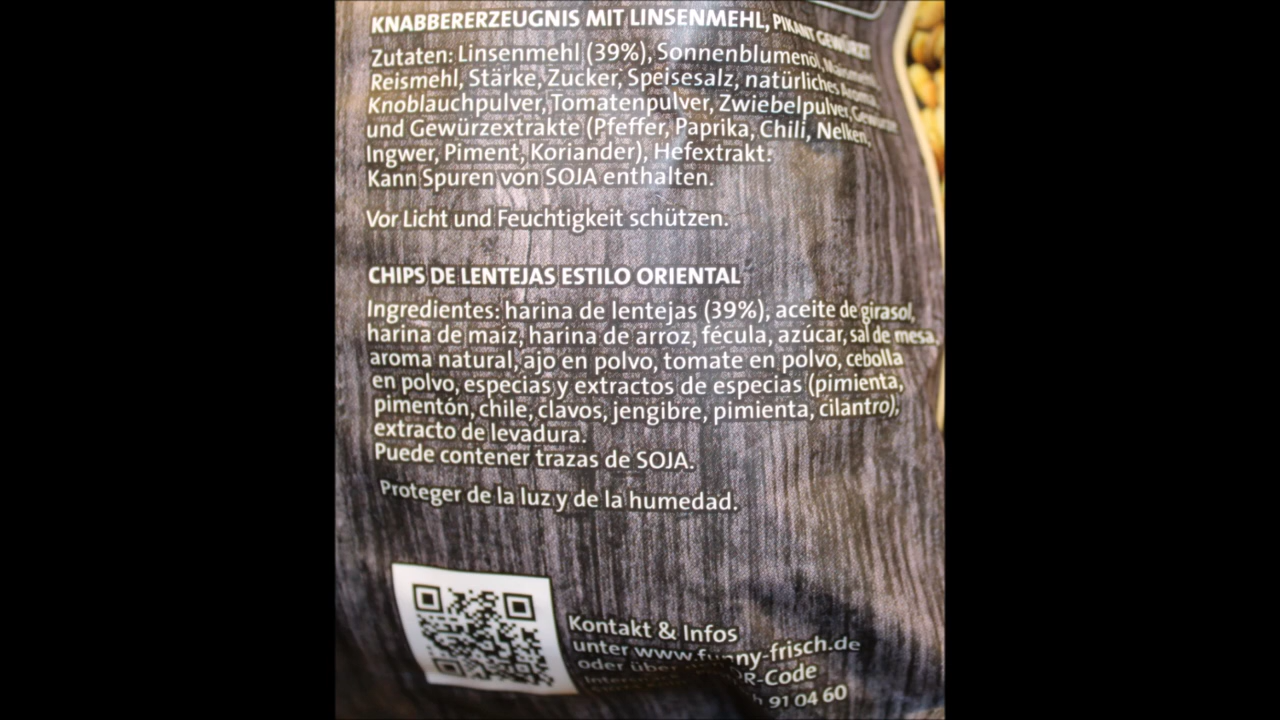 KNABBERERZEUGNIS MIT LINSENMEHL, PIKANT GEWÜRZT
Zutaten: Linsenmehl (39%), Sonnenblumenöl, Maismehl,
Reismehl, Stärke, Zucker, Speisesalz, natürliches Aroma,
Knoblauchpulver, Tomatenpulver, Zwiebelpulver, Gewürze
und Gewürzextrakte (Pfeffer, Paprika, Chili, Nelken,
Ingwer, Piment, Koriander), Hefextrakt.
Kann Spuren von SOJA enthalten.
Vor Licht und Feuchtigkeit schützen.
CHIPS DE LENTEJAS ESTILO ORIENTAL
Ingredientes: harina de lentejas (39%), aceite de girasol,
harina de maíz, harina de arroz, fécula, azúcar, sal de mesa,
aroma natural, ajo en polvo, tomate en polvo, cebolla
en polvo, especias y extractos de especias (pimienta,
pimentón, chile, clavos, jengibre, pimienta, cilantro),
extracto de levadura.
Puede contener trazas de SOJA.
Proteger de la luz y de la humedad.
Kontakt & Infos
unter www.funny-frisch.de
oder über
QR-Code
91 04 60